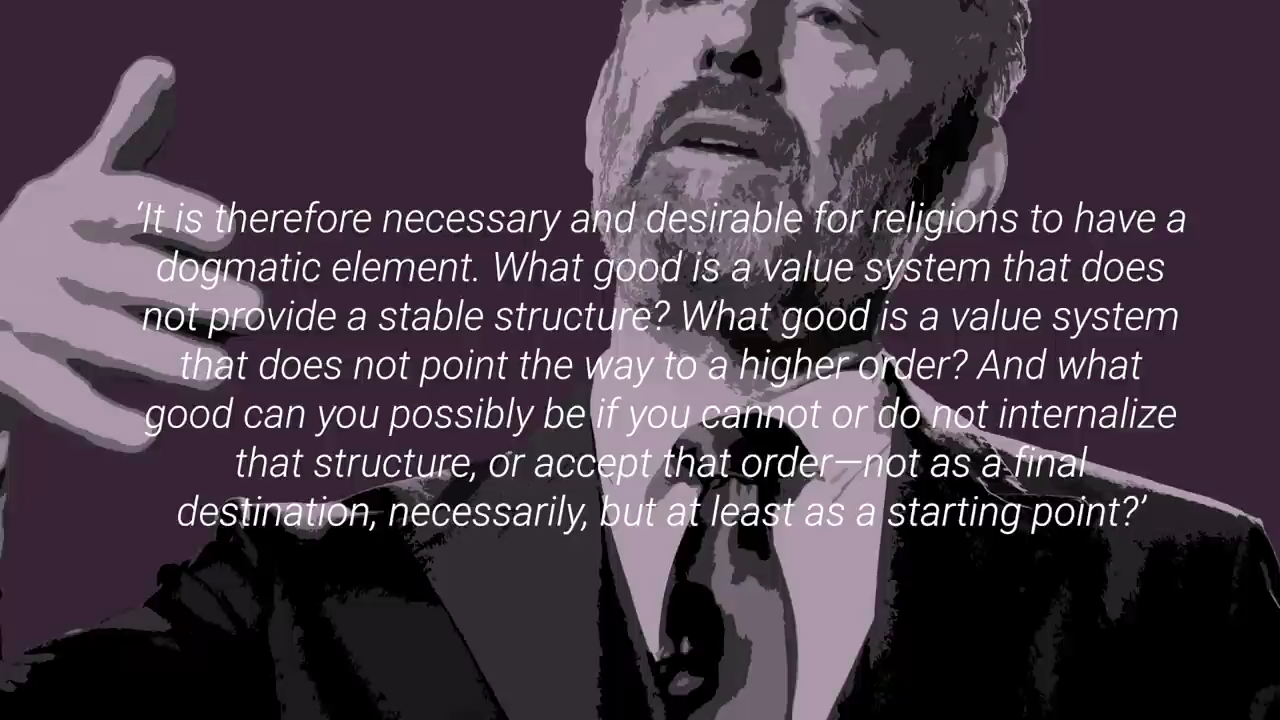 ‘It is therefore necessary and desirable for religions to have a
dogmatic element. What good is a value system that does
not provide a stable structure? What good is a value system
that does not point the way to a higher order? And what
good can you possibly be if you cannot or do not internalize
that structure, or accept that order—not as a final
destination, necessarily, but at least as a starting point?’